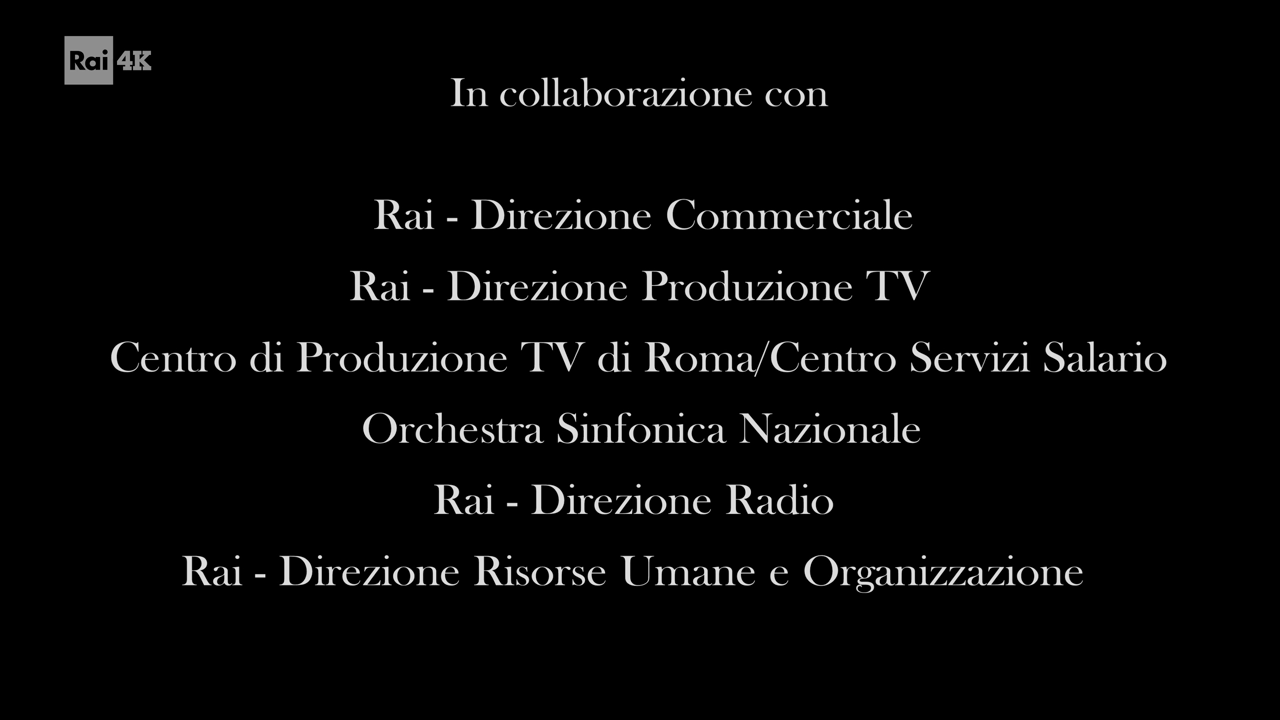 Rai 4K
In collaborazione con
Rai - Direzione Commerciale
Rai - Direzione Produzione TV
Centro di Produzione TV di Roma/Centro Servizi Salario
Orchestra Sinfonica Nazionale
Rai - Direzione Radio
Rai - Direzione Risorse Umane e Organizzazione